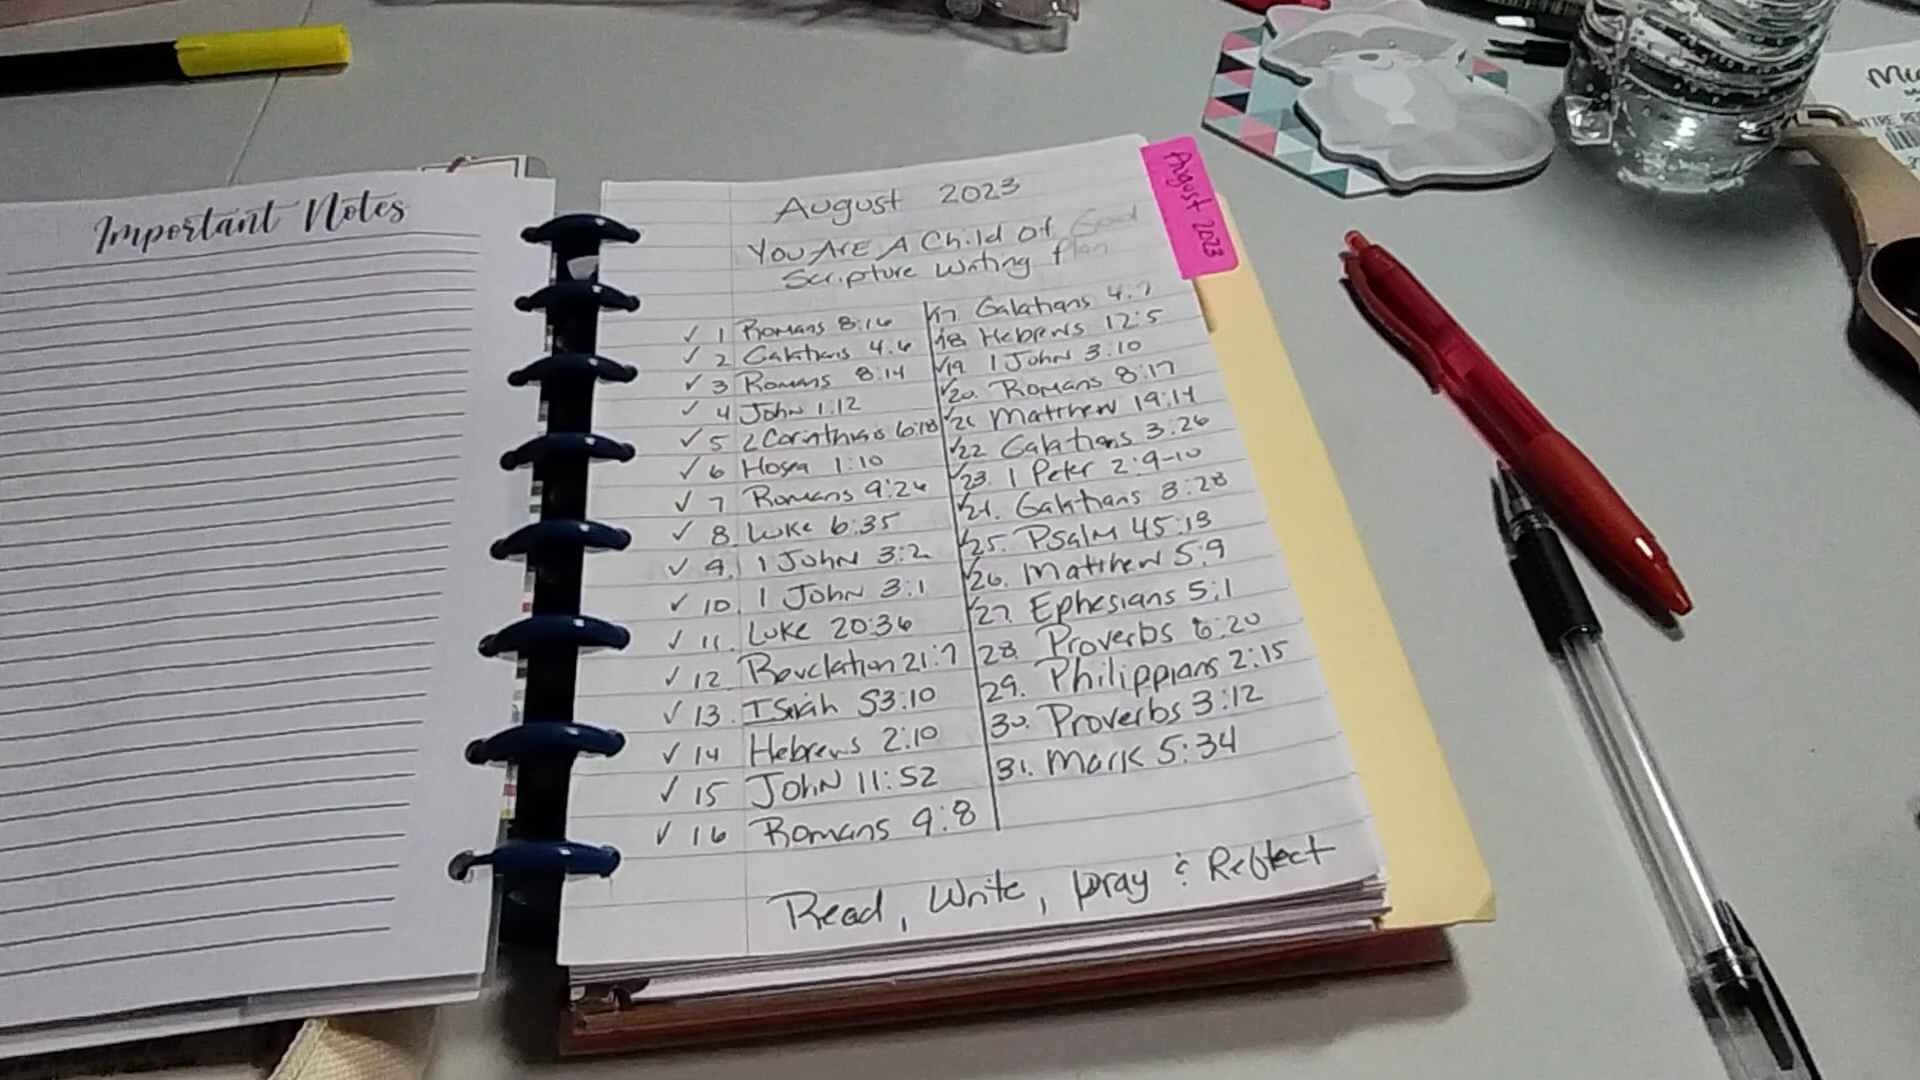 Important Notes
August 2023
You Are A Child of God
Scripture Writing Plan
✓ 1 Romans 8:16
✓ 2 Galatians 4:6
✓ 3 Romans 8:14
✓ 4 John 1:12
✓ 5 2 Corinthians 6:18
✓ 6 Hosea 1:10
✓ 7 Romans 9:26
✓ 8 Luke 6:35
✓ 9. 1 John 3:2
✓ 10. 1 John 3:1
✓ 11. Luke 20:36
✓ 12. Revelation 21:7
✓ 13. Isaiah 53:10
✓ 14 Hebrews 2:10
✓ 15 John 11:52
✓ 16 Romans 9:8
✓17. Galatians 4:7
✓18. Hebrews 12:5
✓19. 1 John 3:10
✓20. Romans 8:17
✓21 Matthew 19:14
✓22 Galatians 3:26
✓23. 1 Peter 2:9-10
✓24. Galatians 3:28
✓25. Psalm 45:13
✓26. Matthew 5:9
✓27. Ephesians 5:1
28. Proverbs 6:20
29. Philippians 2:15
30. Proverbs 3:12
31. Mark 5:34
Read, Write, pray & Reflect
August 2023